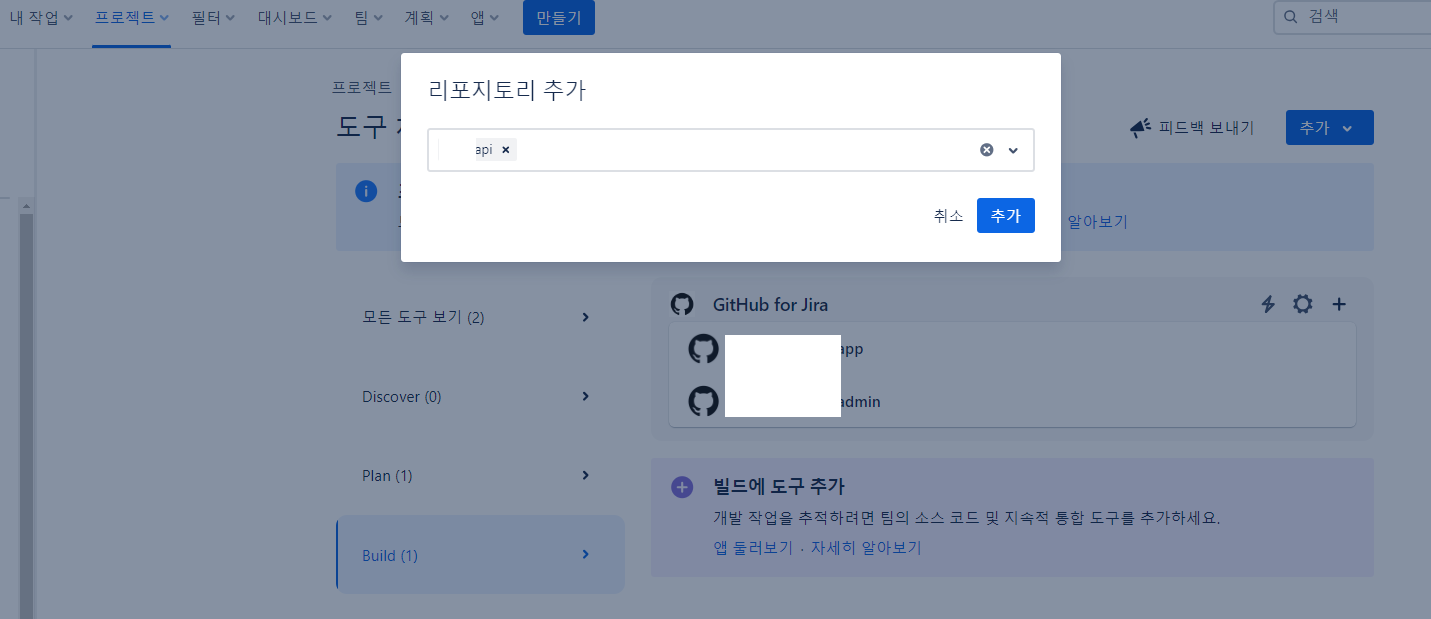 내 작업 프로젝트 필터 대시보드 팀 계획 앱 만들기 검색
프로젝트
리포지토리 추가
도구
피드백 보내기 추가
api
취소 추가
알아보기
GitHub for Jira
모든 도구 보기 (2)
app
Discover (0)
admin
Plan (1)
빌드에 도구 추가
개발 작업을 추적하려면 팀의 소스 코드 및 지속적 통합 도구를 추가하세요.
앱 둘러보기 · 자세히 알아보기
Build (1)